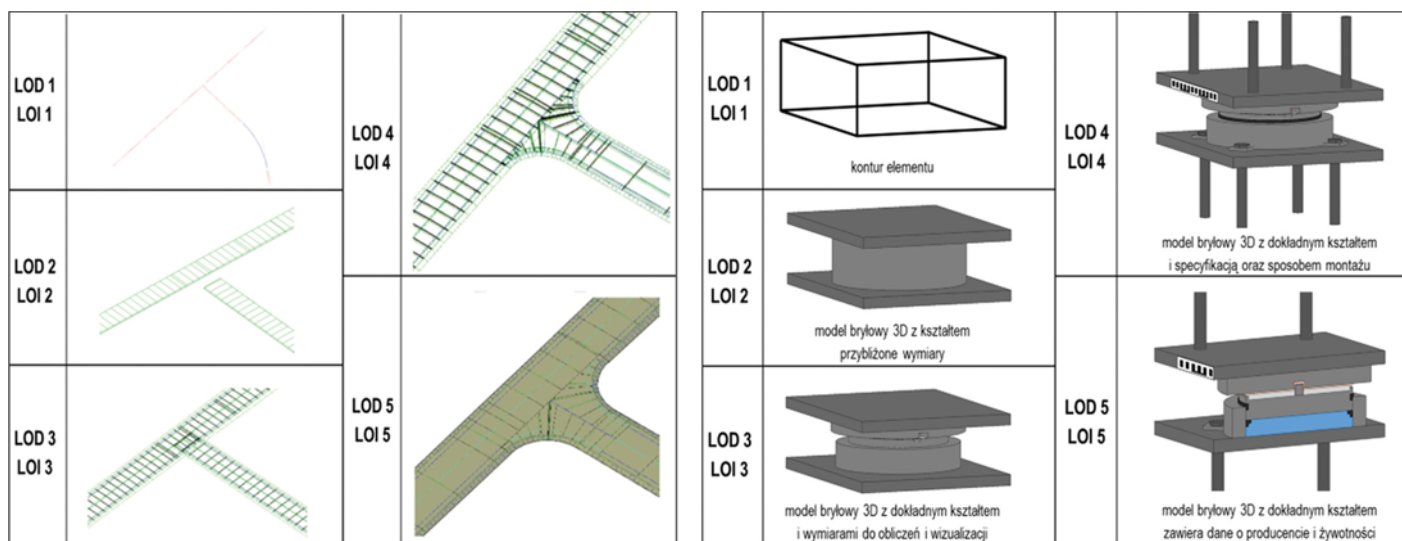 LOD 1
LOI 1
LOD 2
LOI 2
LOD 3
LOI 3
LOD 4
LOI 4
LOD 5
LOI 5
LOD 1
LOI 1
kontur elementu
LOD 2
LOI 2
model bryłowy 3D z kształtem
przybliżone wymiary
LOD 3
LOI 3
model bryłowy 3D z dokładnym kształtem
i wymiarami do obliczeń i wizualizacji
LOD 4
LOI 4
model bryłowy 3D z dokładnym kształtem
i specyfikacją oraz sposobem montażu
LOD 5
LOI 5
model bryłowy 3D z dokładnym kształtem
zawiera dane o producencie i żywotności